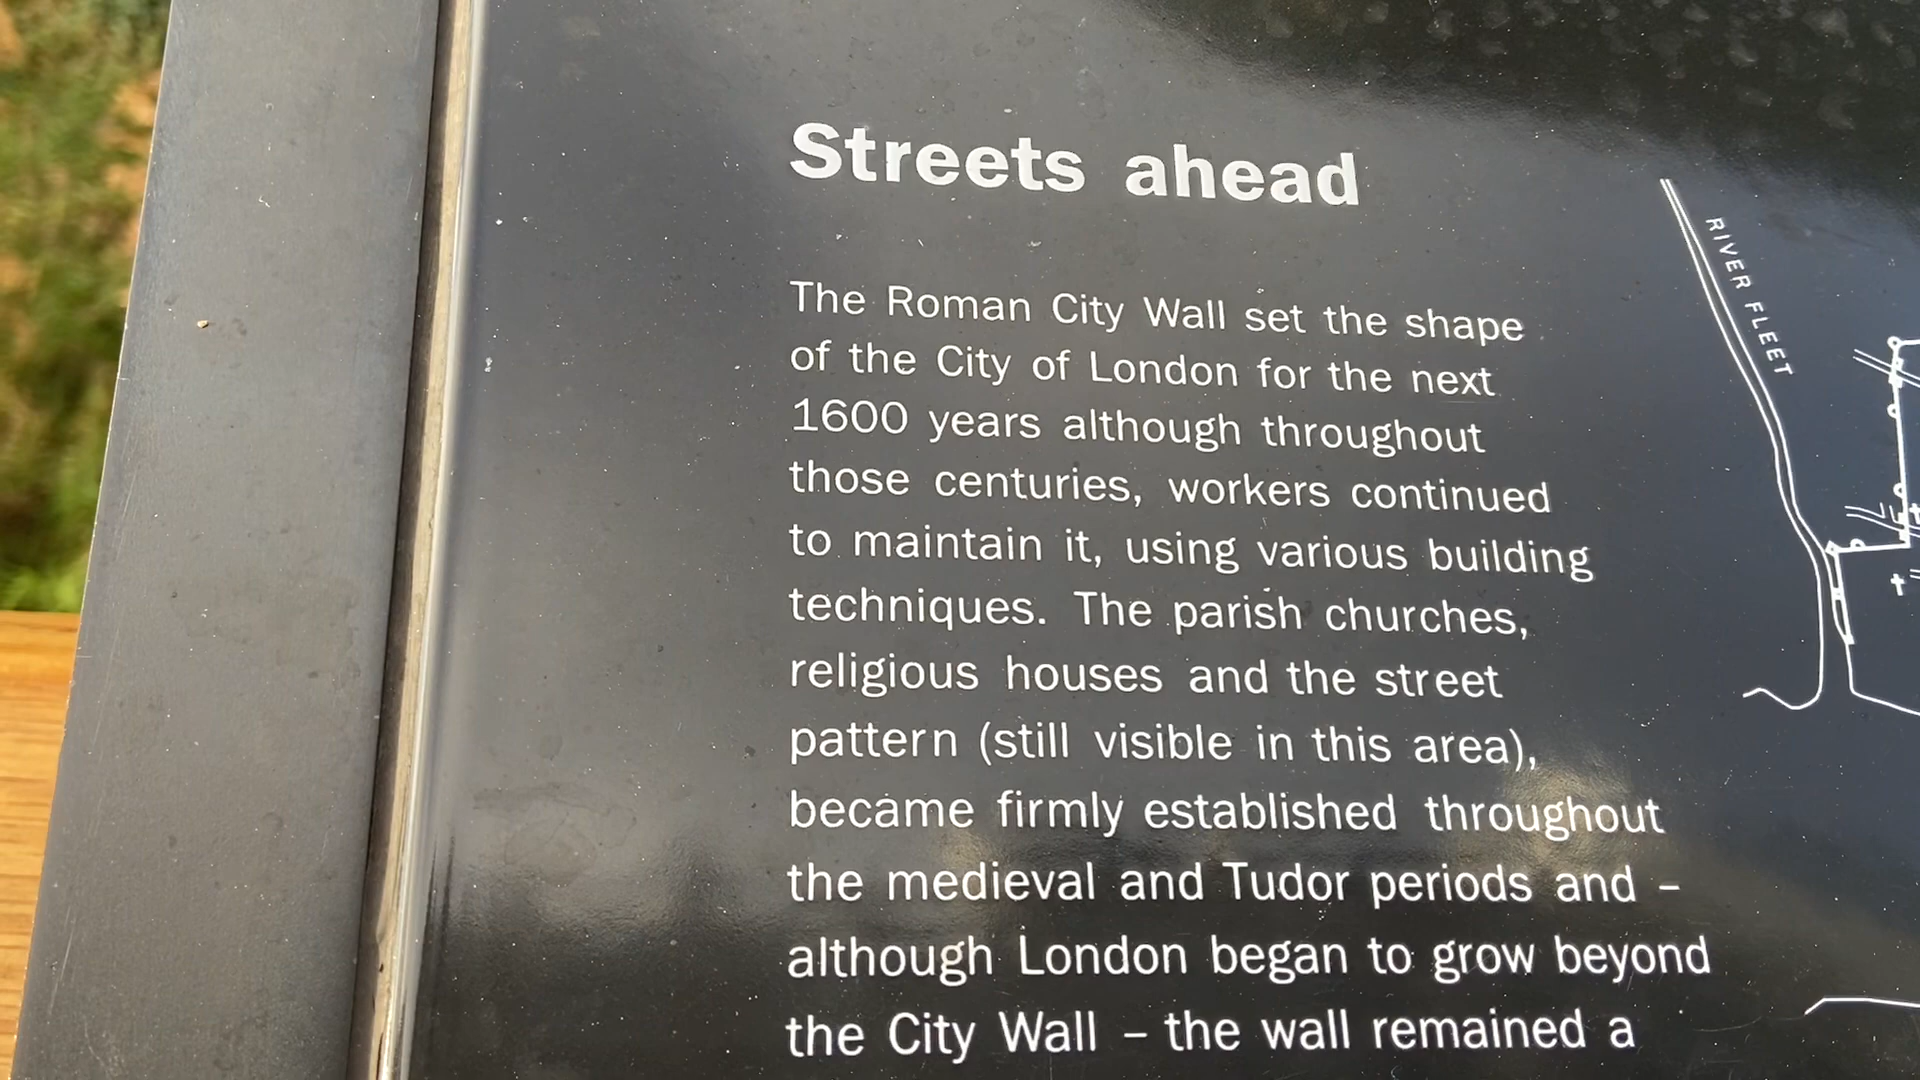 Streets ahead
The Roman City Wall set the shape
of the City of London for the next
1600 years although throughout
those centuries, workers continued
to maintain it, using various building
techniques. The parish churches,
religious houses and the street
pattern (still visible in this area),
became firmly established throughout
the medieval and Tudor periods and –
although London began to grow beyond
the City Wall – the wall remained a
RIVER FLEET